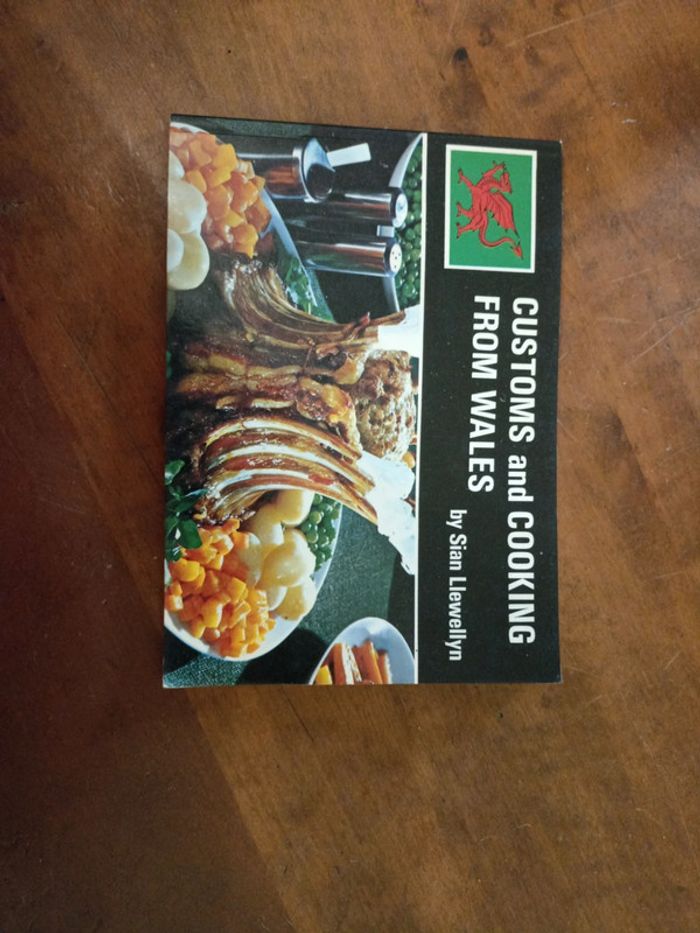 CUSTOMS and COOKING
FROM WALES
by Sian Llewellyn